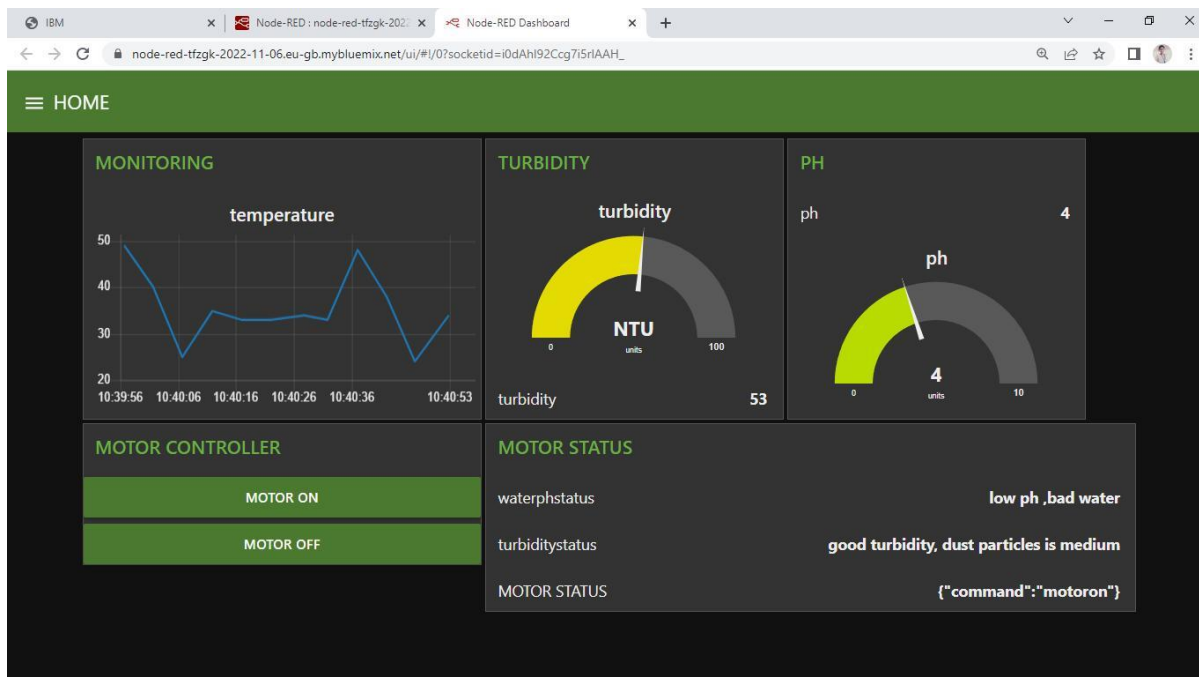 IBM
Node-RED : node-red-tfzgk-202
Node-RED Dashboard
node-red-tfzgk-2022-11-06.eu-gb.mybluemix.net/ui/#!/0?socketid=i0dAhI92Ccg7i5rIAAH_
HOME
MONITORING
temperature
50
40
30
20
10:39:56 10:40:06 10:40:16 10:40:26 10:40:36 10:40:53
TURBIDITY
turbidity
NTU
units
0
100
turbidity 53
PH
ph 4
ph
4
units
0
10
MOTOR CONTROLLER
MOTOR ON
MOTOR OFF
MOTOR STATUS
waterphstatus low ph ,bad water
turbiditystatus good turbidity, dust particles is medium
MOTOR STATUS {"command":"motoron"}